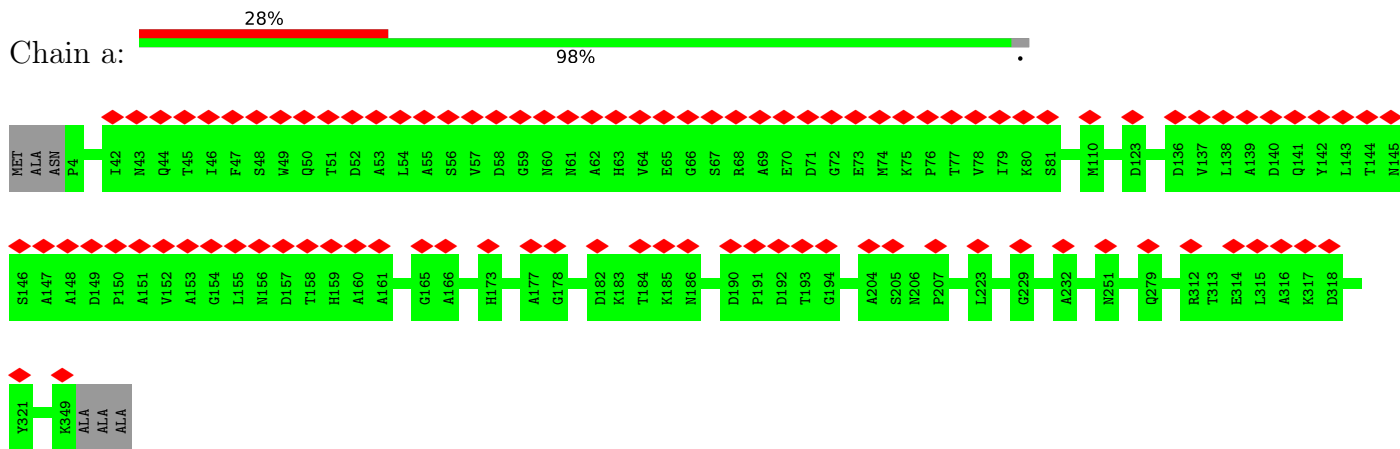 28%
Chain a:
98%
.
MET ALA ASN P4 I42 N43 Q44 T45 I46 F47 S48 W49 Q50 T51 D52 A53 L54 A55 S56 V57 D58 G59 N60 N61 A62 H63 V64 E65 G66 S67 R68 A69 E70 D71 G72 E73 M74 K75 P76 T77 V78 I79 K80 S81 M110 D123 D136 V137 L138 A139 D140 Q141 Y142 L143 T144 N145
S146 A147 A148 D149 P150 A151 V152 A153 G154 L155 N156 D157 T158 H159 A160 A161 G165 A166 H173 A177 G178 D182 K183 T184 K185 N186 D190 P191 D192 T193 G194 A204 S205 N206 P207 L223 G229 A232 N251 Q279 R312 T313 E314 L315 A316 K317 D318
Y321 K349 ALA ALA ALA